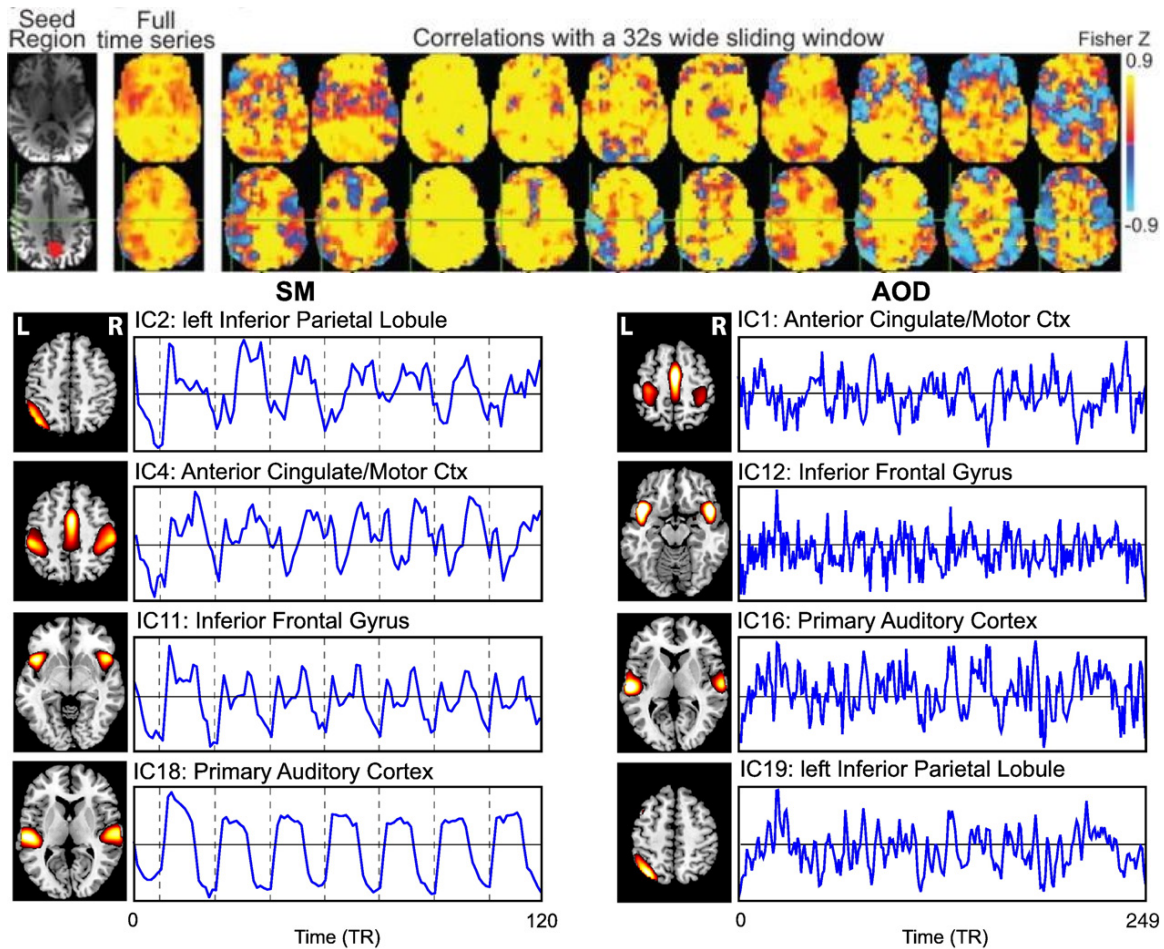 Seed
Region
Full
time series
Correlations with a 32s wide sliding window
Fisher Z
0.9
-0.9
SM
L R
IC2: left Inferior Parietal Lobule
IC4: Anterior Cingulate/Motor Ctx
IC11: Inferior Frontal Gyrus
IC18: Primary Auditory Cortex
0
120
Time (TR)
AOD
L R
IC1: Anterior Cingulate/Motor Ctx
IC12: Inferior Frontal Gyrus
IC16: Primary Auditory Cortex
IC19: left Inferior Parietal Lobule
0
249
Time (TR)